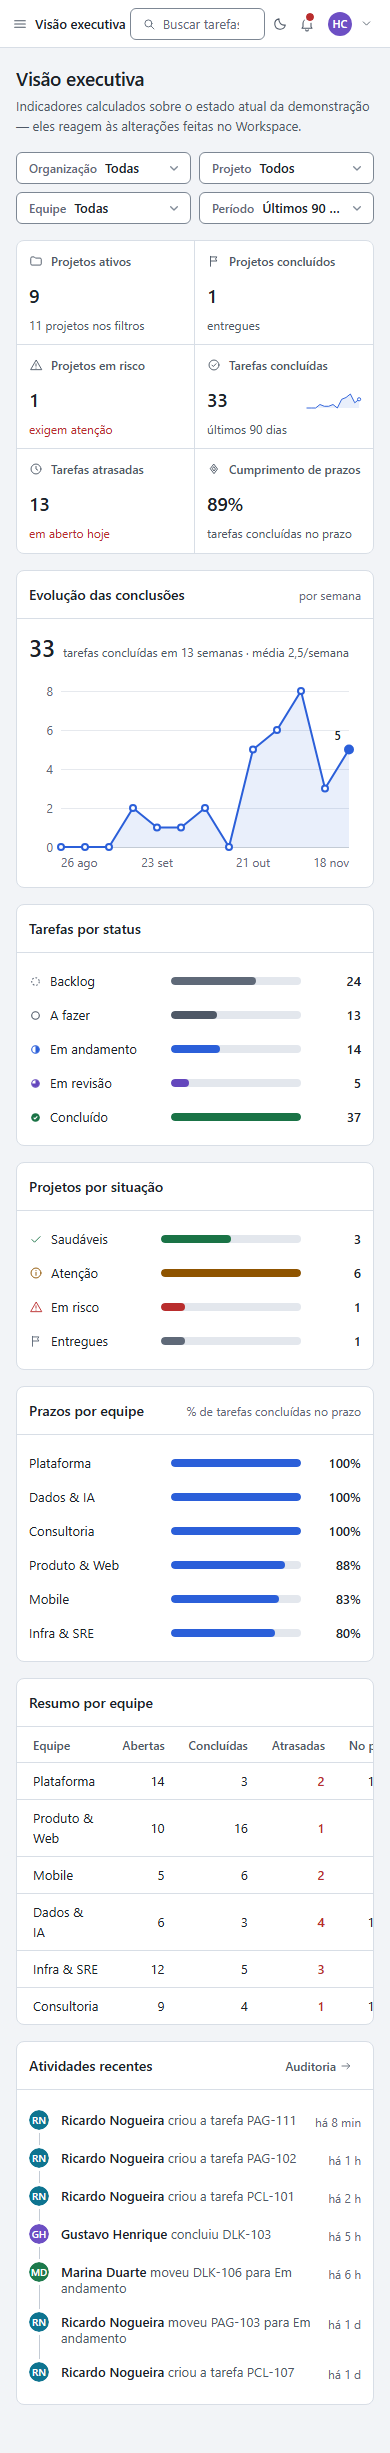 Visão executiva
Buscar tarefas
HC
Visão executiva
Indicadores calculados sobre o estado atual da demonstração
— eles reagem às alterações feitas no Workspace.
Organização Todas
Projeto Todos
Equipe Todas
Período Últimos 90 ...
Projetos ativos
9
11 projetos nos filtros
Projetos concluídos
1
entregues
Projetos em risco
1
exigem atenção
Tarefas concluídas
33
últimos 90 dias
Tarefas atrasadas
13
em aberto hoje
Cumprimento de prazos
89%
tarefas concluídas no prazo
Evolução das conclusões
por semana
33 tarefas concluídas em 13 semanas · média 2,5/semana
8
6
4
2
0
5
26 ago
23 set
21 out
18 nov
Tarefas por status
Backlog 24
A fazer 13
Em andamento 14
Em revisão 5
Concluído 37
Projetos por situação
Saudáveis 3
Atenção 6
Em risco 1
Entregues 1
Prazos por equipe
% de tarefas concluídas no prazo
Plataforma 100%
Dados & IA 100%
Consultoria 100%
Produto & Web 88%
Mobile 83%
Infra & SRE 80%
Resumo por equipe
Equipe Abertas Concluídas Atrasadas No
Plataforma 14 3 2
Produto &
Web 10 16 1
Mobile 5 6 2
Dados &
IA 6 3 4
Infra & SRE 12 5 3
Consultoria 9 4 1
Atividades recentes
Auditoria →
RN Ricardo Nogueira criou a tarefa PAG-111 há 8 min
RN Ricardo Nogueira criou a tarefa PAG-102 há 1 h
RN Ricardo Nogueira criou a tarefa PCL-101 há 2 h
GH Gustavo Henrique concluiu DLK-103 há 5 h
MD Marina Duarte moveu DLK-106 para Em há 6 h
andamento
RN Ricardo Nogueira moveu PAG-103 para Em há 1 d
andamento
RN Ricardo Nogueira criou a tarefa PCL-107 há 1 d